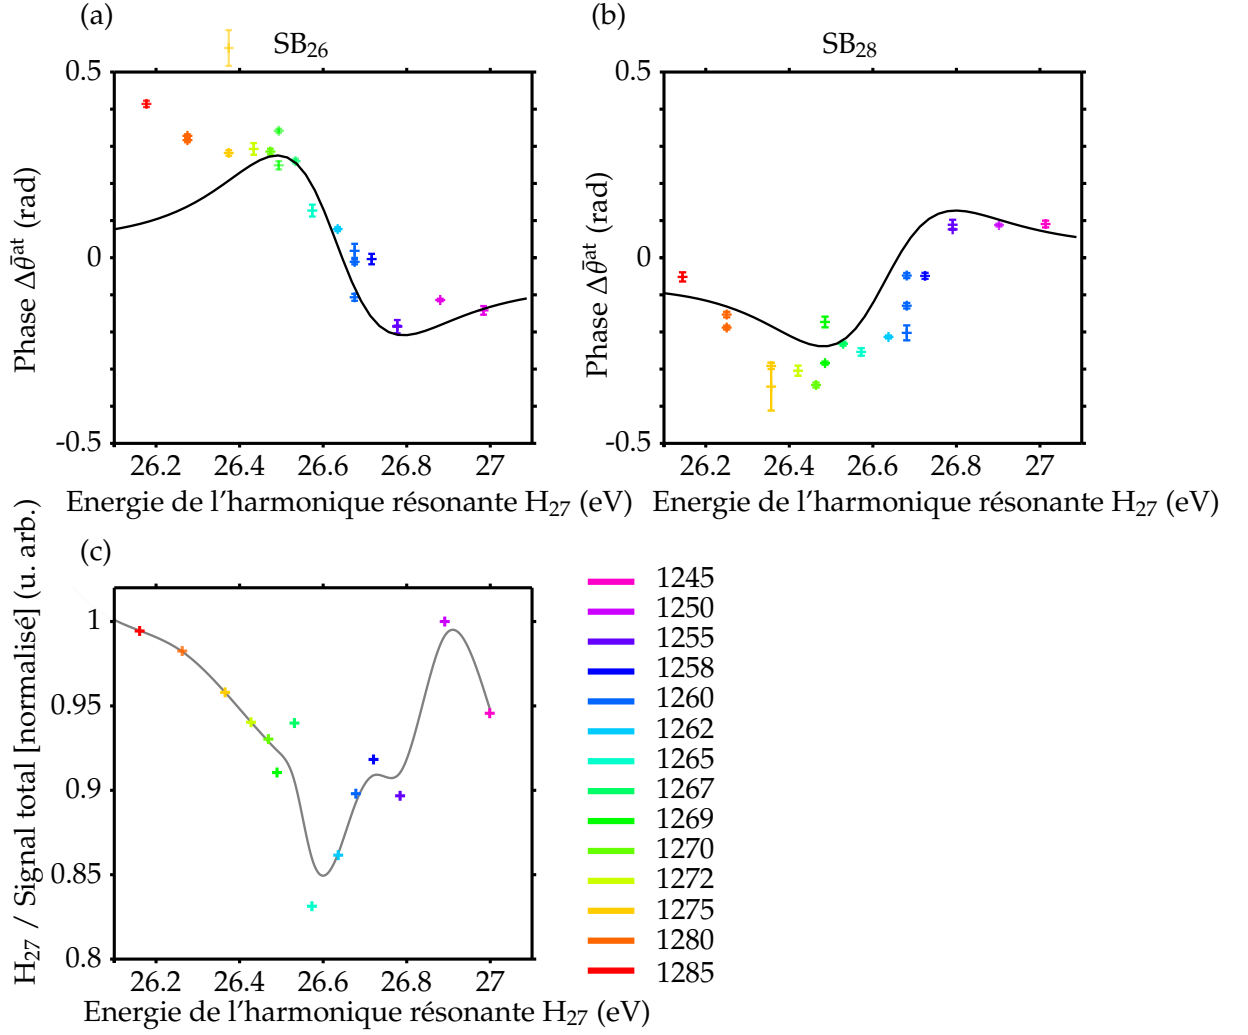 (a)
SB26
0.5
0
-0.5
26.2 26.4 26.6 26.8 27
Phase Δθ̄^at (rad)
Energie de l'harmonique résonante H27 (eV)
(b)
SB28
0.5
0
-0.5
26.2 26.4 26.6 26.8 27
Phase Δθ̄^at (rad)
Energie de l'harmonique résonante H27 (eV)
(c)
1
0.95
0.9
0.85
0.8
26.2 26.4 26.6 26.8 27
H27 / Signal total [normalisé] (u. arb.)
Energie de l'harmonique résonante H27 (eV)
1245
1250
1255
1258
1260
1262
1265
1267
1269
1270
1272
1275
1280
1285